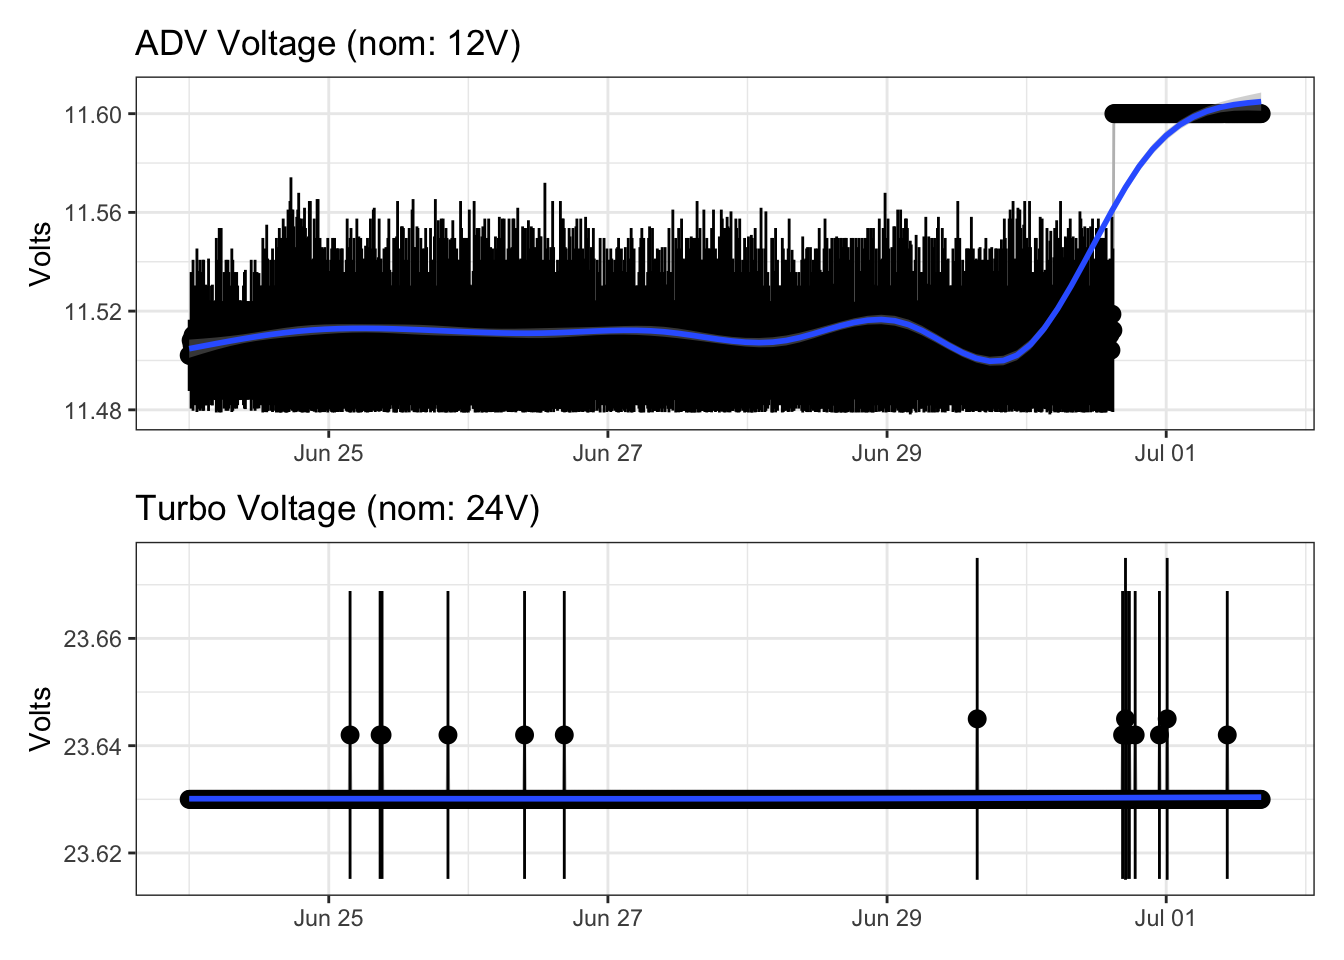 ADV Voltage (nom: 12V)
11.60
11.56
11.52
11.48
Volts
Jun 25 Jun 27 Jun 29 Jul 01
Turbo Voltage (nom: 24V)
23.66
23.64
23.62
Volts
Jun 25 Jun 27 Jun 29 Jul 01